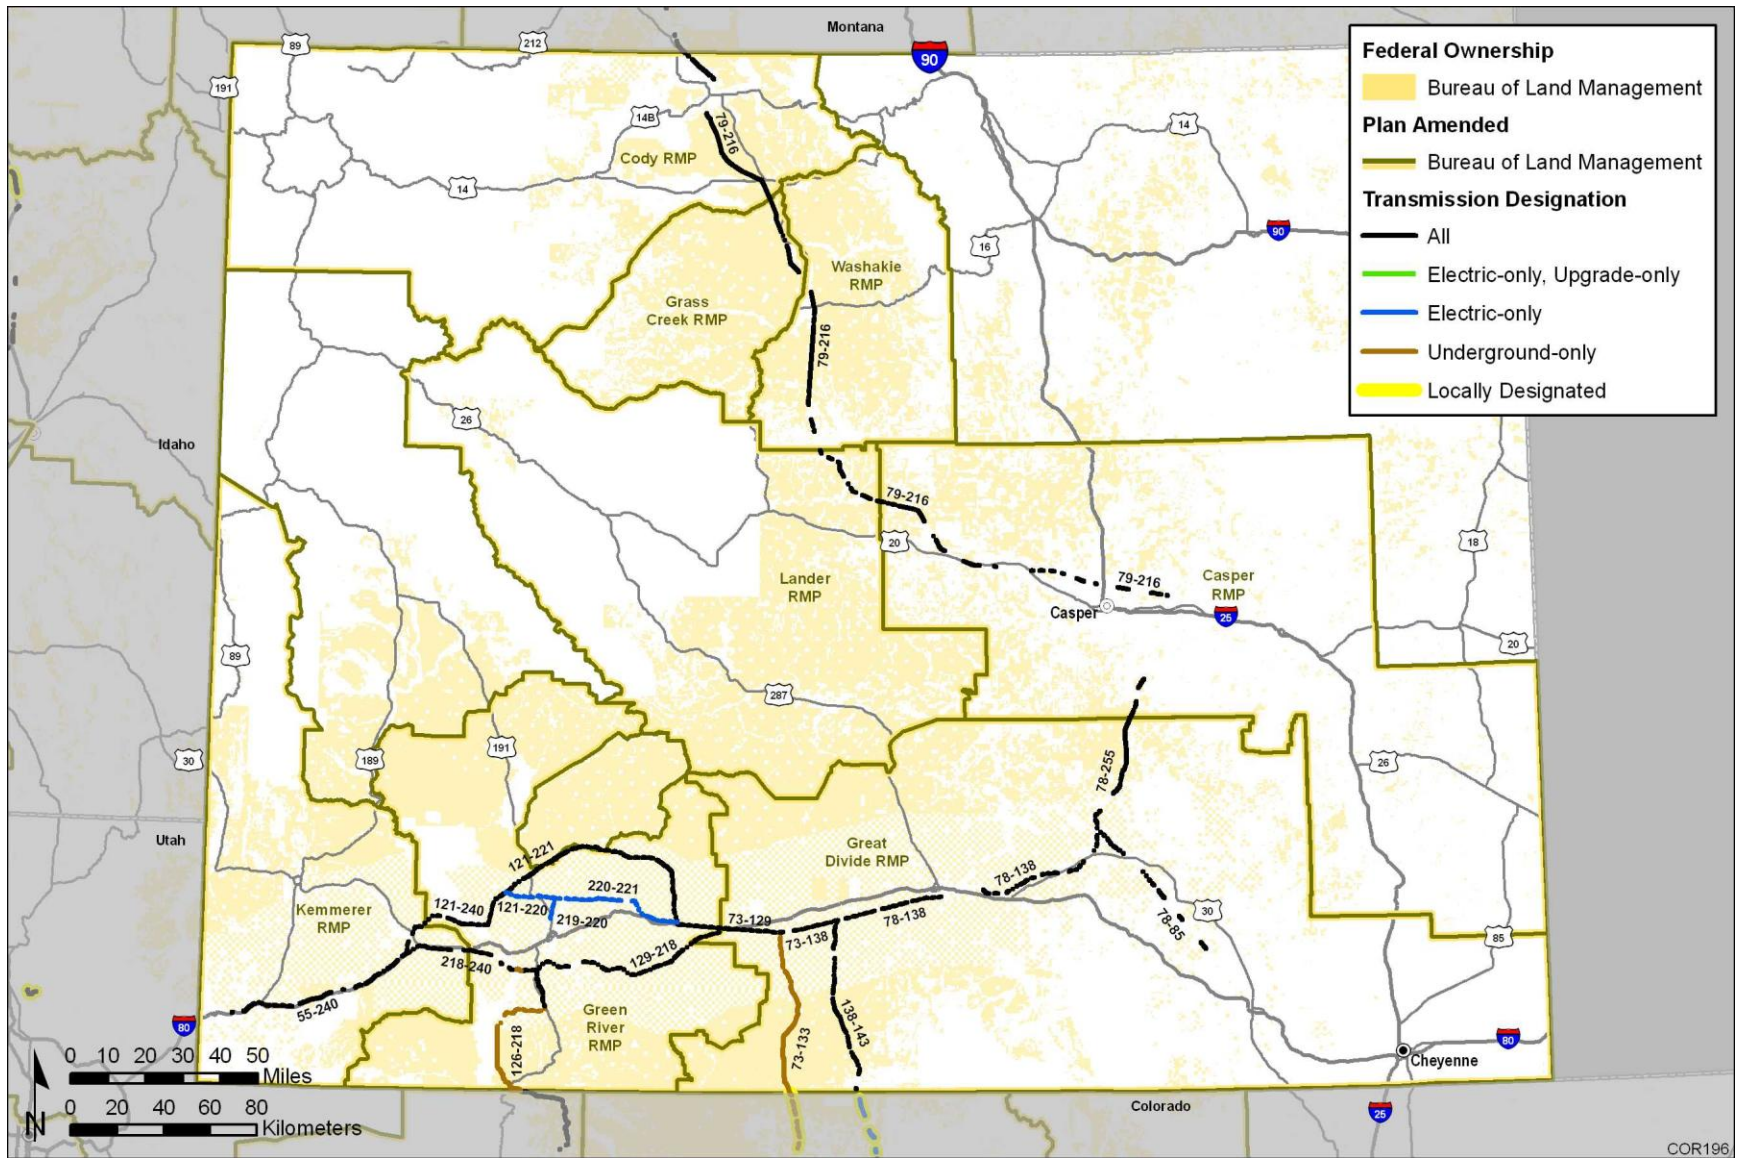 Montana
89
212
90
191
14B
14
79-216
Cody RMP
14
16
90
Washakie
RMP
Grass
Creek RMP
79-216
26
Idaho
79-216
20
18
Lander
RMP
79-216
Casper
RMP
Casper
25
20
89
287
191
30
189
26
78-255
Utah
Great
Divide RMP
121-221
78-138
220-221
Kemmerer
RMP
121-240
121-220
219-220
73-129
78-138
30
78-85
73-138
85
129-218
218-240
55-240
Green
River
RMP
138-143
126-218
73-133
80
80
Cheyenne
Colorado
25
Federal Ownership
Bureau of Land Management
Plan Amended
Bureau of Land Management
Transmission Designation
All
Electric-only, Upgrade-only
Electric-only
Underground-only
Locally Designated
0 10 20 30 40 50
Miles
0 20 40 60 80
Kilometers
N
COR196